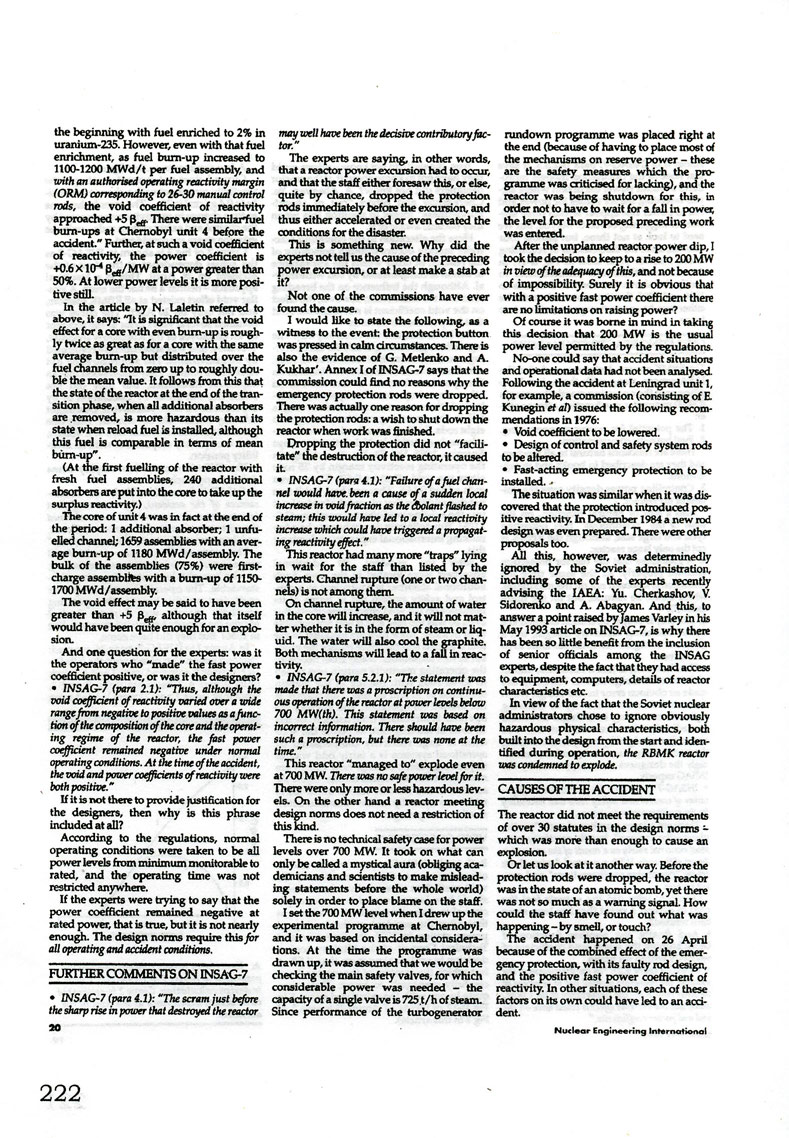 the beginning with fuel enriched to 2% in
uranium-235. However, even with that fuel
enrichment, as fuel burn-up increased to
1100-1200 MWd/t per fuel assembly, and
with an authorised operating reactivity margin
(ORM) corresponding to 26-30 manual control
rods, the void coefficient of reactivity
approached +5 βeff. There were similar fuel
burn-ups at Chernobyl unit 4 before the
accident." Further, at such a void coefficient
of reactivity, the power coefficient is
+0.6 × 10⁻⁴ βeff/MW at a power greater than
50%. At lower power levels it is more posi-
tive still.
In the article by N. Laletin referred to
above, it says: "It is significant that the void
effect for a core with even burn-up is rough-
ly twice as great as for a core with the same
average burn-up but distributed over the
fuel channels from zero up to roughly dou-
ble the mean value. It follows from this that
the state of the reactor at the end of the tran-
sition phase, when all additional absorbers
are removed, is more hazardous than its
state when reload fuel is installed, although
this fuel is comparable in terms of mean
burn-up".
(At the first fuelling of the reactor with
fresh fuel assemblies, 240 additional
absorbers are put into the core to take up the
surplus reactivity.)
The core of unit 4 was in fact at the end of
the period: 1 additional absorber; 1 unfu-
elled channel; 1659 assemblies with an aver-
age burn-up of 1180 MWd/assembly. The
bulk of the assemblies (75%) were first-
charge assemblies with a burn-up of 1150-
1700 MWd/assembly.
The void effect may be said to have been
greater than +5 βeff, although that itself
would have been quite enough for an explo-
sion.
And one question for the experts: was it
the operators who "made" the fast power
coefficient positive, or was it the designers?
• INSAG-7 (para 2.1): "Thus, although the
void coefficient of reactivity varied over a wide
range from negative to positive values as a func-
tion of the composition of the core and the operat-
ing regime of the reactor, the fast power
coefficient remained negative under normal
operating conditions. At the time of the accident,
the void and power coefficients of reactivity were
both positive."
If it is not there to provide justification for
the designers, then why is this phrase
included at all?
According to the regulations, normal
operating conditions were taken to be all
power levels from minimum monitorable to
rated, and the operating time was not
restricted anywhere.
If the experts were trying to say that the
power coefficient remained negative at
rated power, that is true, but it is not nearly
enough. The design norms require this for
all operating and accident conditions.
FURTHER COMMENTS ON INSAG-7
• INSAG-7 (para 4.1): "The scram just before
the sharp rise in power that destroyed the reactor
may well have been the decisive contributory fac-
tor."
The experts are saying, in other words,
that a reactor power excursion had to occur,
and that the staff either foresaw this, or else,
quite by chance, dropped the protection
rods immediately before the excursion, and
thus either accelerated or even created the
conditions for the disaster.
This is something new. Why did the
experts not tell us the cause of the preceding
power excursion, or at least make a stab at
it?
Not one of the commissions have ever
found the cause.
I would like to state the following, as a
witness to the event: the protection button
was pressed in calm circumstances. There is
also the evidence of G. Metlenko and A.
Kukhar'. Annex I of INSAG-7 says that the
commission could find no reasons why the
emergency protection rods were dropped.
There was actually one reason for dropping
the protection rods: a wish to shut down the
reactor when work was finished.
Dropping the protection did not "facili-
tate" the destruction of the reactor, it caused
it.
• INSAG-7 (para 4.1): "Failure of a fuel chan-
nel would have been a cause of a sudden local
increase in void fraction as the coolant flashed to
steam; this would have led to a local reactivity
increase which could have triggered a propagat-
ing reactivity effect."
This reactor had many more "traps" lying
in wait for the staff than listed by the
experts. Channel rupture (one or two chan-
nels) is not among them.
On channel rupture, the amount of water
in the core will increase, and it will not mat-
ter whether it is in the form of steam or liq-
uid. The water will also cool the graphite.
Both mechanisms will lead to a fall in reac-
tivity.
• INSAG-7 (para 5.2.1): "The statement was
made that there was a proscription on continu-
ous operation of the reactor at power levels below
700 MW(th). This statement was based on
incorrect information. There should have been
such a proscription, but there was none at the
time."
This reactor "managed to" explode even
at 700 MW. There was no safe power level for it.
There were only more or less hazardous lev-
els. On the other hand a reactor meeting
design norms does not need a restriction of
this kind.
There is no technical safety case for power
levels over 700 MW. It took on what can
only be called a mystical aura (obliging aca-
demicians and scientists to make mislead-
ing statements before the whole world)
solely in order to place blame on the staff.
I set the 700 MW level when I drew up the
experimental programme at Chernobyl,
and it was based on incidental considera-
tions. At the time the programme was
drawn up, it was assumed that we would be
checking the main safety valves, for which
considerable power was needed – the
capacity of a single valve is 725 t/h of steam.
Since performance of the turbogenerator
rundown programme was placed right at
the end (because of having to place most of
the mechanisms on reserve power – these
are the safety measures which the pro-
gramme was criticised for lacking), and the
reactor was being shutdown for this, in
order not to have to wait for a fall in power,
the level for the proposed preceding work
was entered.
After the unplanned reactor power dip, I
took the decision to keep to a rise to 200 MW
in view of the adequacy of this, and not because
of impossibility. Surely it is obvious that
with a positive fast power coefficient there
are no limitations on raising power?
Of course it was borne in mind in taking
this decision that 200 MW is the usual
power level permitted by the regulations.
No-one could say that accident situations
and operational data had not been analysed.
Following the accident at Leningrad unit 1,
for example, a commission (consisting of E.
Kunegin et al) issued the following recom-
mendations in 1976:
• Void coefficient to be lowered.
• Design of control and safety system rods
to be altered.
• Fast-acting emergency protection to be
installed.
The situation was similar when it was dis-
covered that the protection introduced pos-
itive reactivity. In December 1984 a new rod
design was even prepared. There were other
proposals too.
All this, however, was determinedly
ignored by the Soviet administration,
including some of the experts recently
advising the IAEA: Yu. Cherkashov, V.
Sidorenko and A. Abagyan. And this, to
answer a point raised by James Varley in his
May 1993 article on INSAG-7, is why there
has been so little benefit from the inclusion
of senior officials among the INSAG
experts, despite the fact that they had access
to equipment, computers, details of reactor
characteristics etc.
In view of the fact that the Soviet nuclear
administrators chose to ignore obviously
hazardous physical characteristics, both
built into the design from the start and iden-
tified during operation, the RBMK reactor
was condemned to explode.
CAUSES OF THE ACCIDENT
The reactor did not meet the requirements
of over 30 statutes in the design norms –
which was more than enough to cause an
explosion.
Or let us look at it another way. Before the
protection rods were dropped, the reactor
was in the state of an atomic bomb, yet there
was not so much as a warning signal. How
could the staff have found out what was
happening – by smell, or touch?
The accident happened on 26 April
because of the combined effect of the emer-
gency protection, with its faulty rod design,
and the positive fast power coefficient of
reactivity. In other situations, each of these
factors on its own could have led to an acci-
dent.
20
Nuclear Engineering International
222